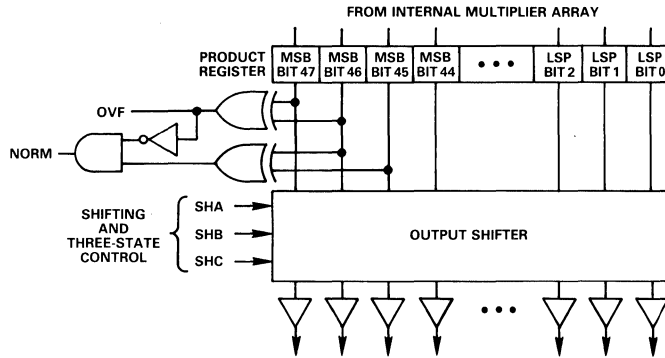 FROM INTERNAL MULTIPLIER ARRAY
PRODUCT
REGISTER
MSB
BIT 47
MSB
BIT 46
MSB
BIT 45
MSB
BIT 44
• • •
LSP
BIT 2
LSP
BIT 1
LSP
BIT 0
OVF
NORM
SHIFTING
AND
THREE-STATE
CONTROL
SHA
SHB
SHC
OUTPUT SHIFTER
• • •